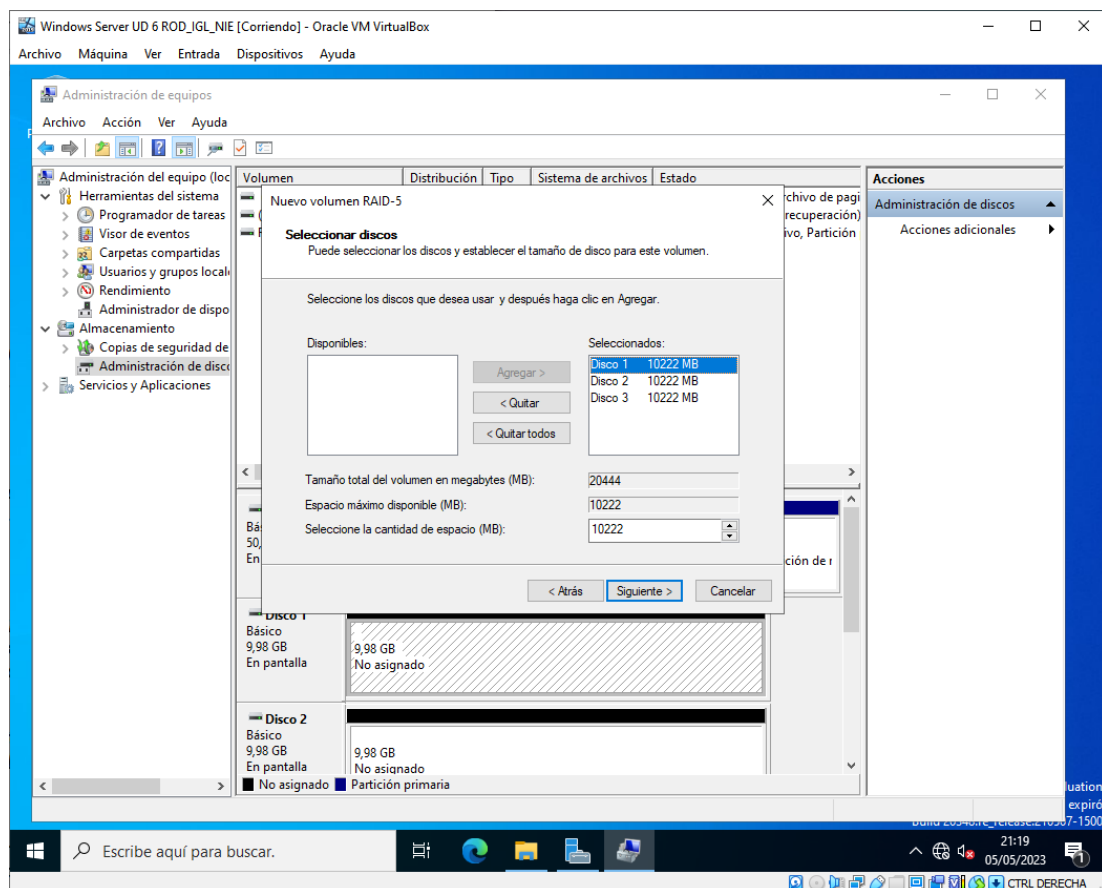 Windows Server UD 6 ROD_IGL_NIE [Corriendo] - Oracle VM VirtualBox
Archivo Máquina Ver Entrada Dispositivos Ayuda
Administración de equipos
Archivo Acción Ver Ayuda
Administración del equipo (loc
Herramientas del sistema
Programador de tareas
Visor de eventos
Carpetas compartidas
Usuarios y grupos local
Rendimiento
Administrador de dispo
Almacenamiento
Copias de seguridad de
Administración de disco
Servicios y Aplicaciones
Volumen Distribución Tipo Sistema de archivos Estado
rchivo de pagi
recuperación)
ivo, Partición
Nuevo volumen RAID-5
Seleccionar discos
Puede seleccionar los discos y establecer el tamaño de disco para este volumen.
Seleccione los discos que desea usar y después haga clic en Agregar.
Disponibles:
Seleccionados:
Agregar >
< Quitar
< Quitar todos
Disco 1 10222 MB
Disco 2 10222 MB
Disco 3 10222 MB
Tamaño total del volumen en megabytes (MB): 20444
Espacio máximo disponible (MB): 10222
Seleccione la cantidad de espacio (MB): 10222
< Atrás Siguiente > Cancelar
Bá
50,
En
ción de r
Disco 1
Básico
9,98 GB
En pantalla
9,98 GB
No asignado
Disco 2
Básico
9,98 GB
En pantalla
9,98 GB
No asignado
No asignado Partición primaria
Acciones
Administración de discos
Acciones adicionales
luation
expiró
07-1500
Escribe aquí para buscar.
21:19
05/05/2023
1
CTRL DERECHA